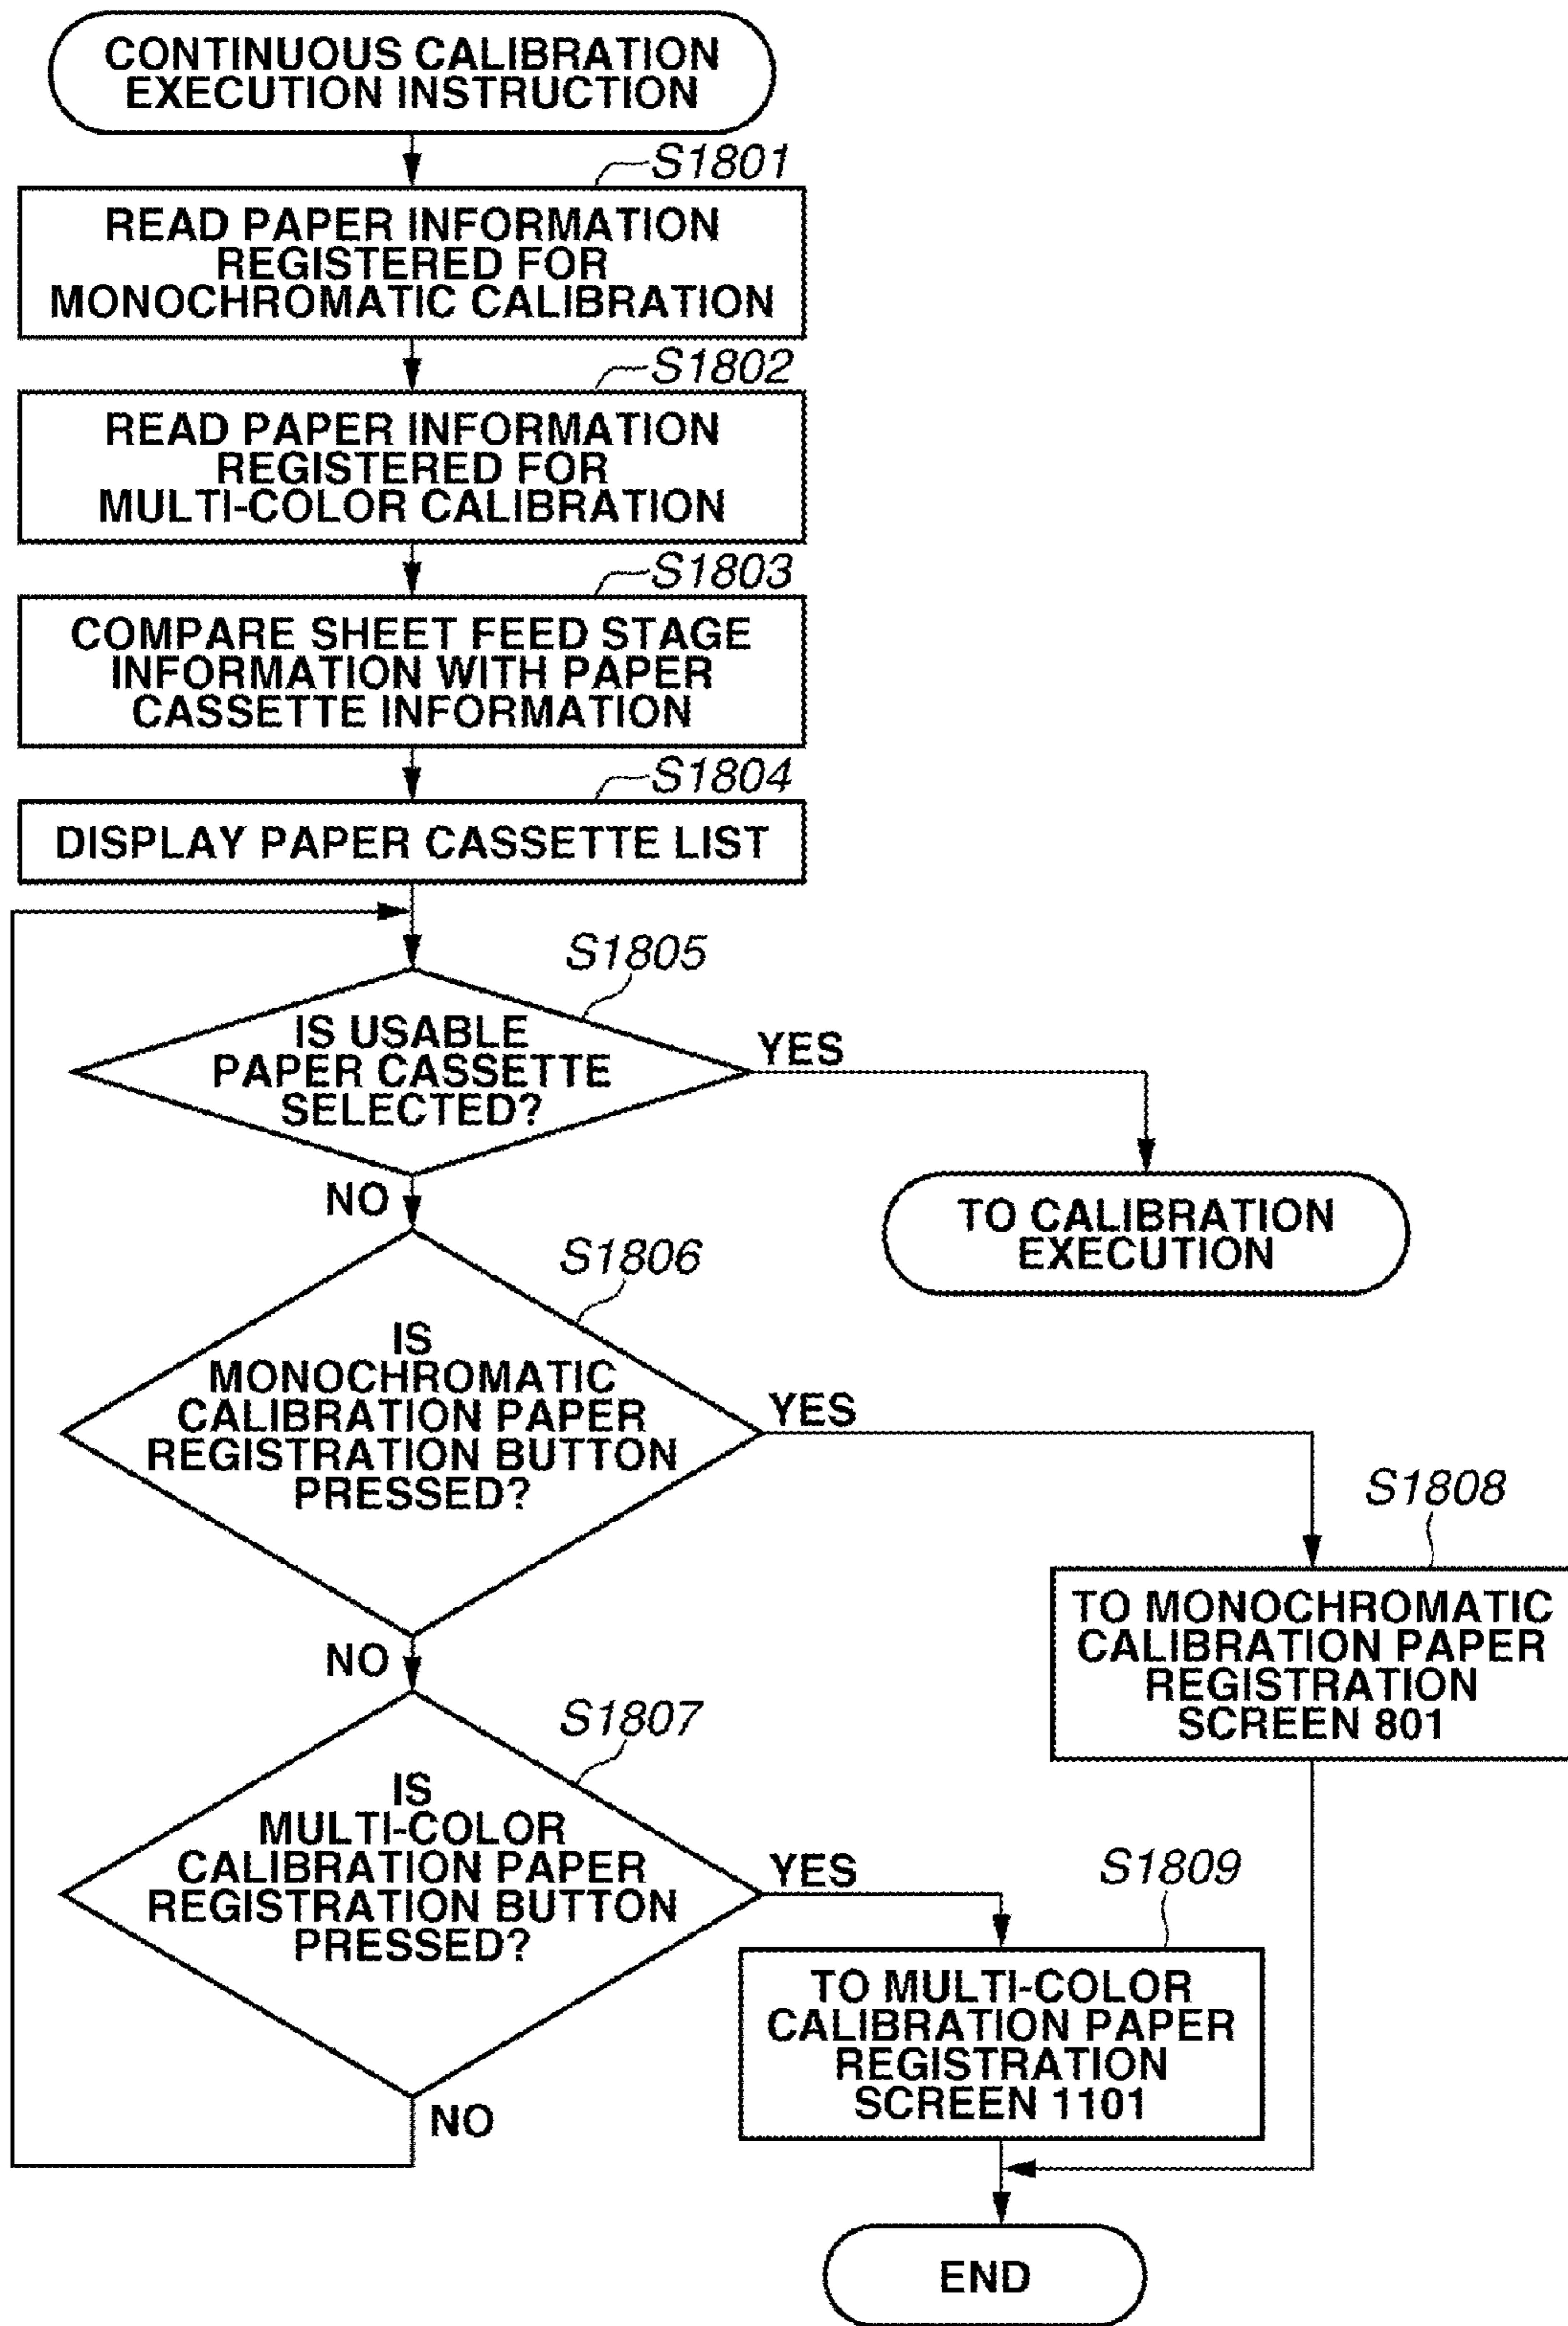 CONTINUOUS CALIBRATION
EXECUTION INSTRUCTION
S1801
READ PAPER INFORMATION
REGISTERED FOR
MONOCHROMATIC CALIBRATION
S1802
READ PAPER INFORMATION
REGISTERED FOR
MULTI-COLOR CALIBRATION
S1803
COMPARE SHEET FEED STAGE
INFORMATION WITH PAPER
CASSETTE INFORMATION
S1804
DISPLAY PAPER CASSETTE LIST
S1805
IS USABLE
PAPER CASSETTE
SELECTED?
YES
NO
TO CALIBRATION
EXECUTION
S1806
IS
MONOCHROMATIC
CALIBRATION PAPER
REGISTRATION BUTTON
PRESSED?
YES
NO
S1808
TO MONOCHROMATIC
CALIBRATION PAPER
REGISTRATION
SCREEN 801
S1807
IS
MULTI-COLOR
CALIBRATION PAPER
REGISTRATION BUTTON
PRESSED?
YES
NO
S1809
TO MULTI-COLOR
CALIBRATION PAPER
REGISTRATION
SCREEN 1101
END